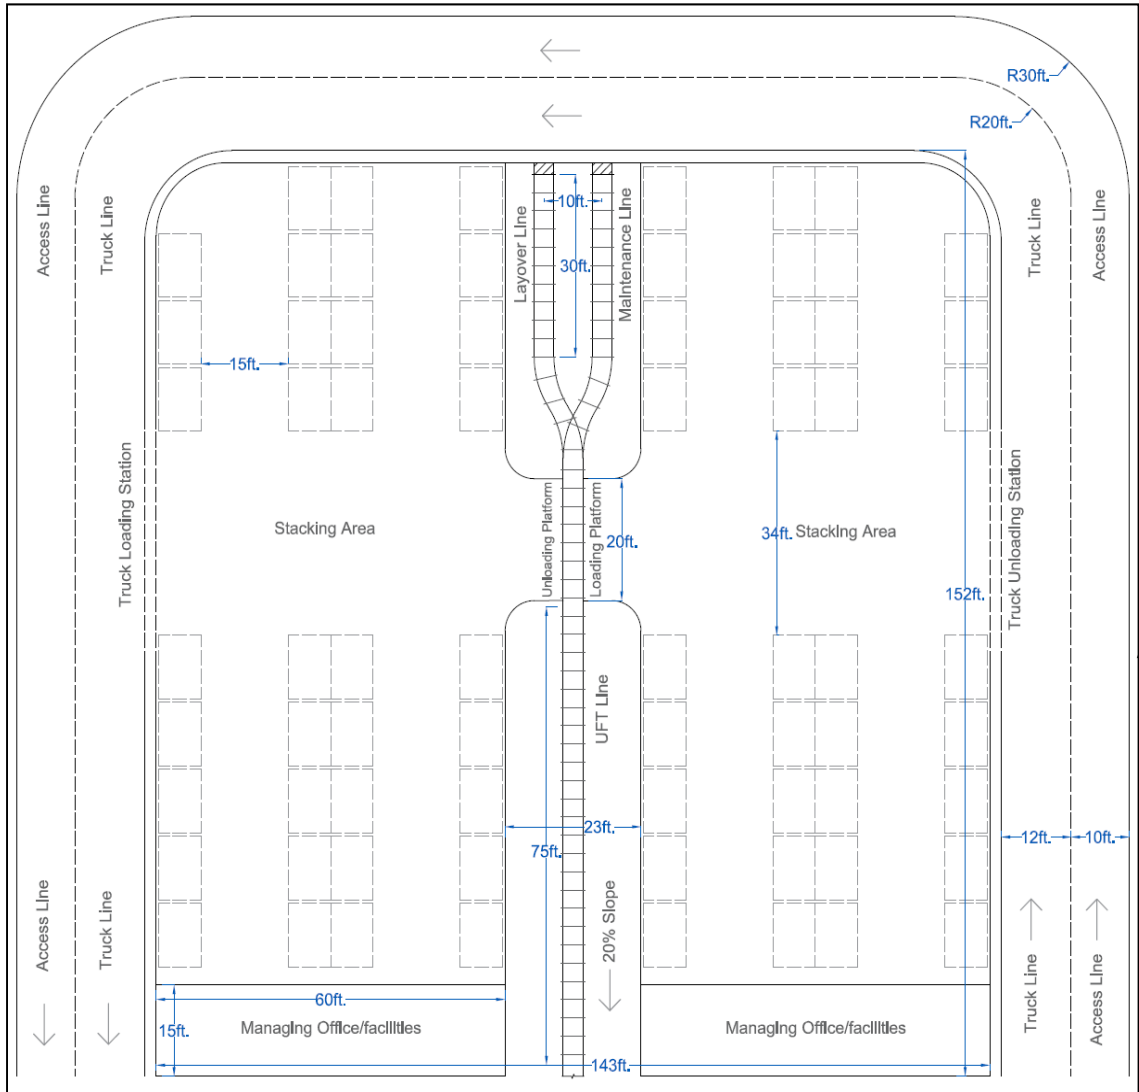 R30ft.
R20ft.
Access Line
Truck Line
Layover Line
10ft.
30ft.
Maintenance Line
Truck Line
Access Line
15ft.
Truck Loading Station
Stacking Area
Unloading Platform
Loading Platform
20ft.
34ft.
Stacking Area
152ft.
Truck Unloading Station
UFT Line
23ft.
75ft.
12ft.
10ft.
Access Line
Truck Line
20% Slope
Truck Line
Access Line
60ft.
15ft.
Managing Office/facilities
Managing Office/facilities
143ft.